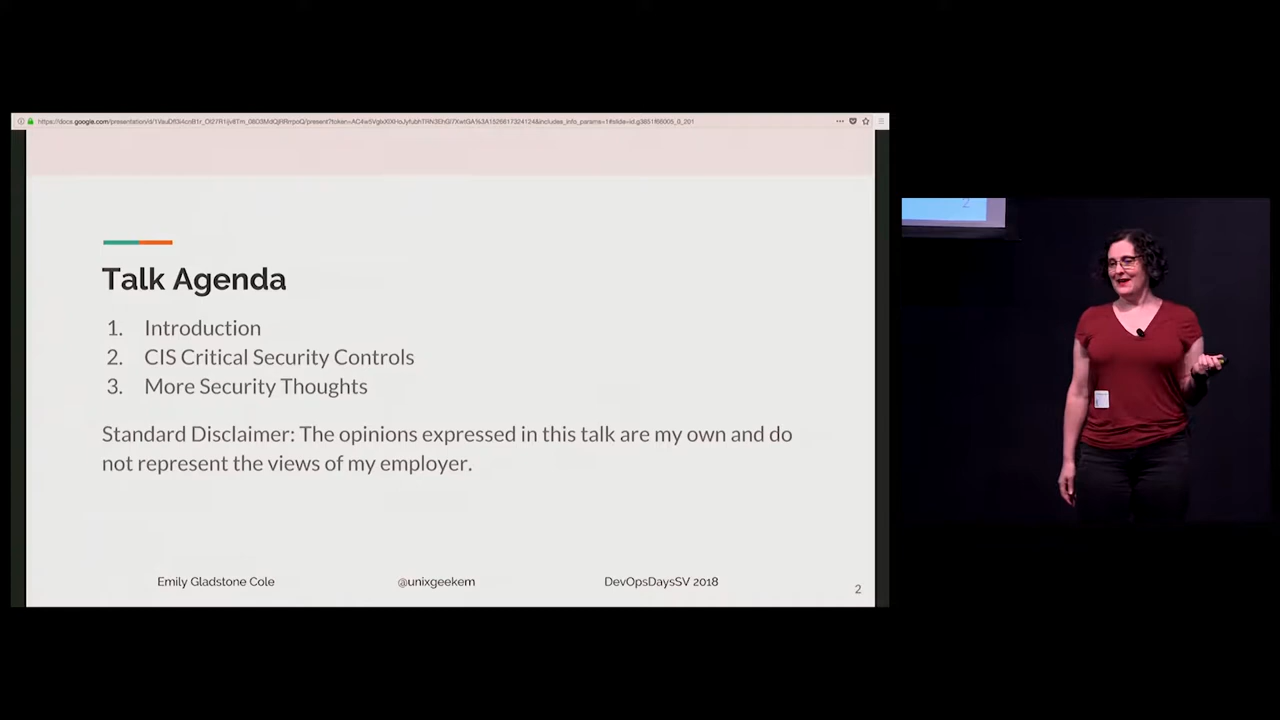 Talk Agenda
1. Introduction
2. CIS Critical Security Controls
3. More Security Thoughts
Standard Disclaimer: The opinions expressed in this talk are my own and do
not represent the views of my employer.
Emily Gladstone Cole @unixgeekem DevOpsDaysSV 2018
2
2